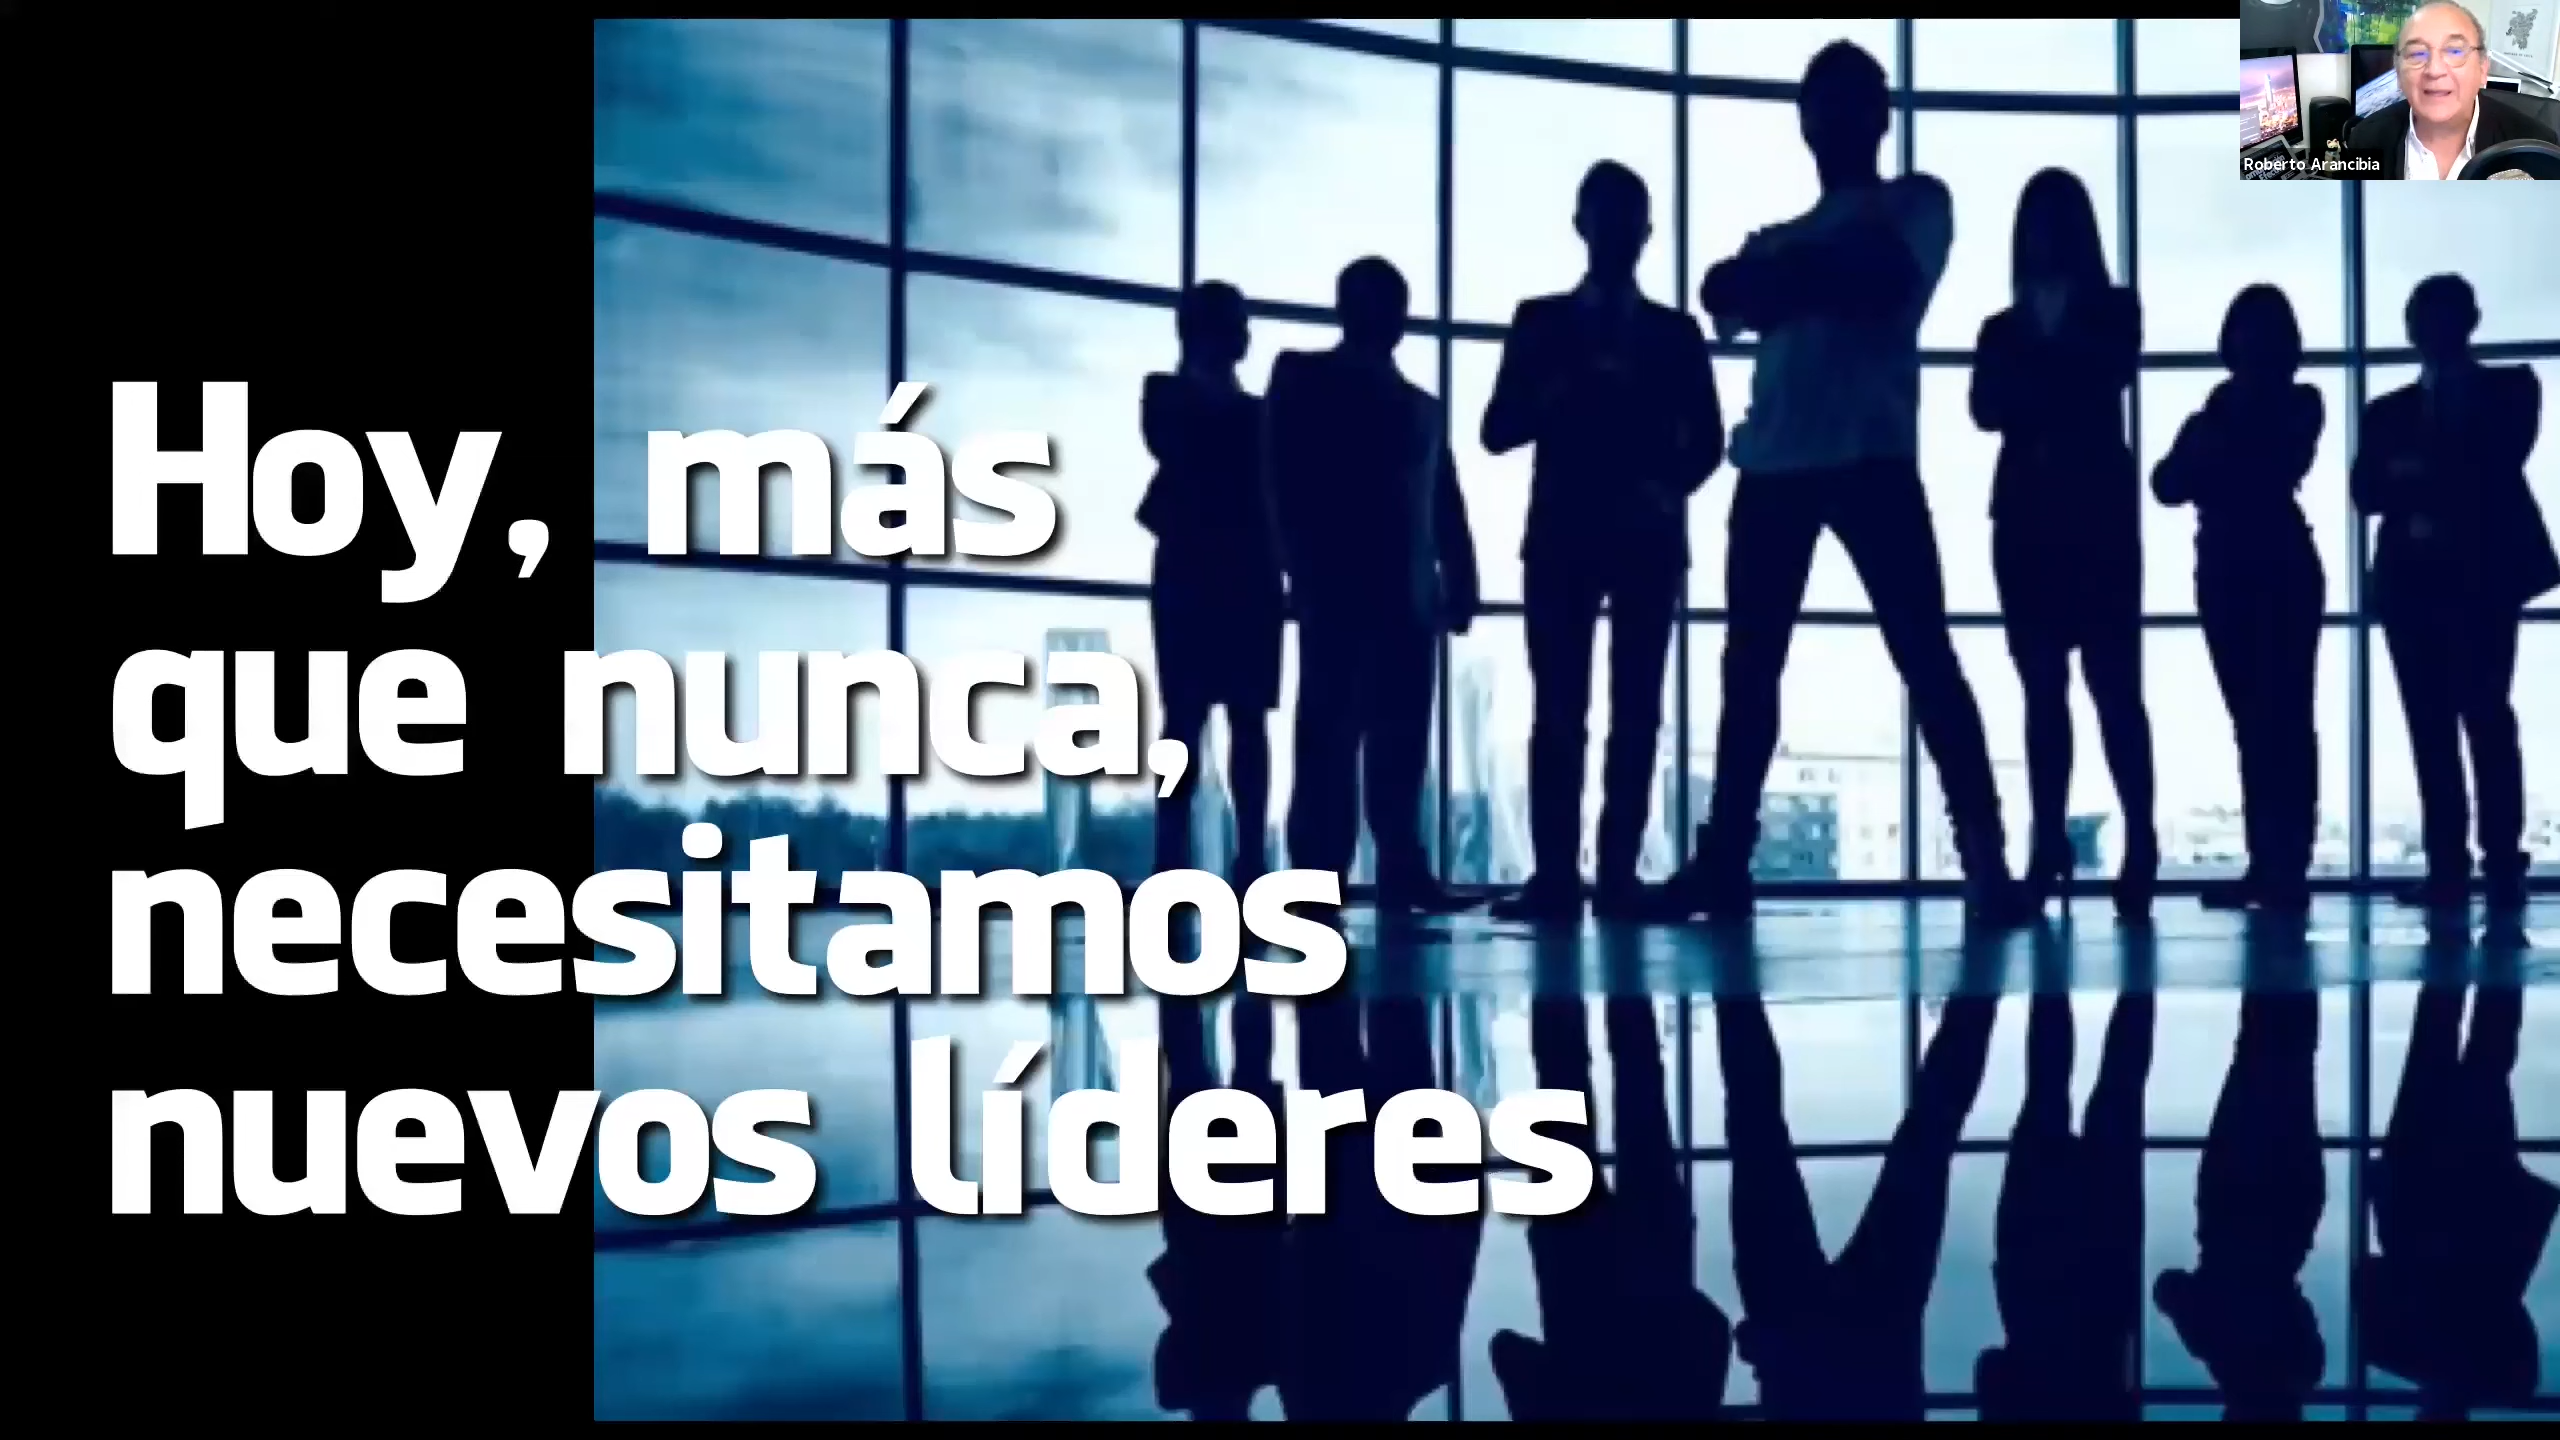 Hoy, más
que nunca,
necesitamos
nuevos líderes
Roberto Arancibia